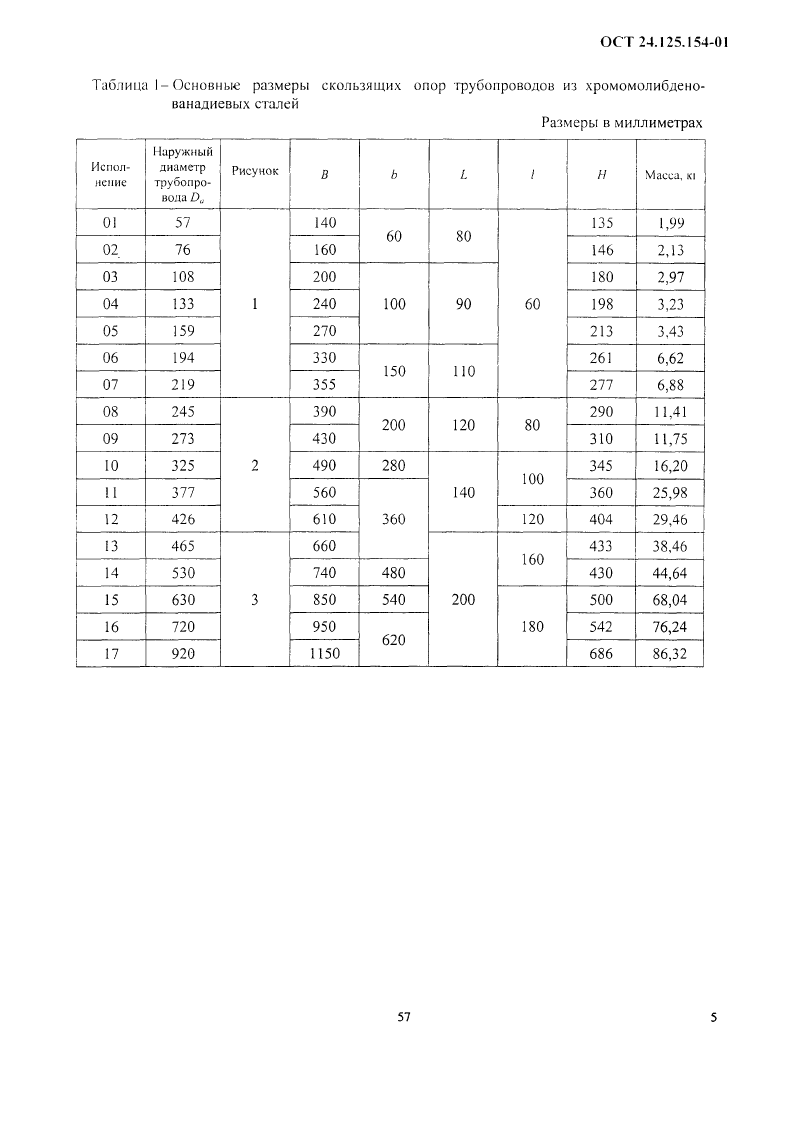 ОСТ 24.125.154-01
Таблица 1– Основные размеры скользящих опор трубопроводов из хромомолибдено-
ванадиевых сталей
Размеры в миллиметрах
Испол-
нение
Наружный
диаметр
трубопро-
вода Dн
Рисунок
B
b
L
l
H
Масса, кг
01 57 1 140 60 80 60 135 1,99
02 76 160 146 2,13
03 108 200 100 90 180 2,97
04 133 240 198 3,23
05 159 270 213 3,43
06 194 330 150 110 261 6,62
07 219 355 277 6,88
08 245 2 390 200 120 80 290 11,41
09 273 430 310 11,75
10 325 490 280 140 100 345 16,20
11 377 560 360 360 25,98
12 426 610 120 404 29,46
13 465 3 660 200 160 433 38,46
14 530 740 480 430 44,64
15 630 850 540 180 500 68,04
16 720 950 620 542 76,24
17 920 1150 686 86,32
57
5